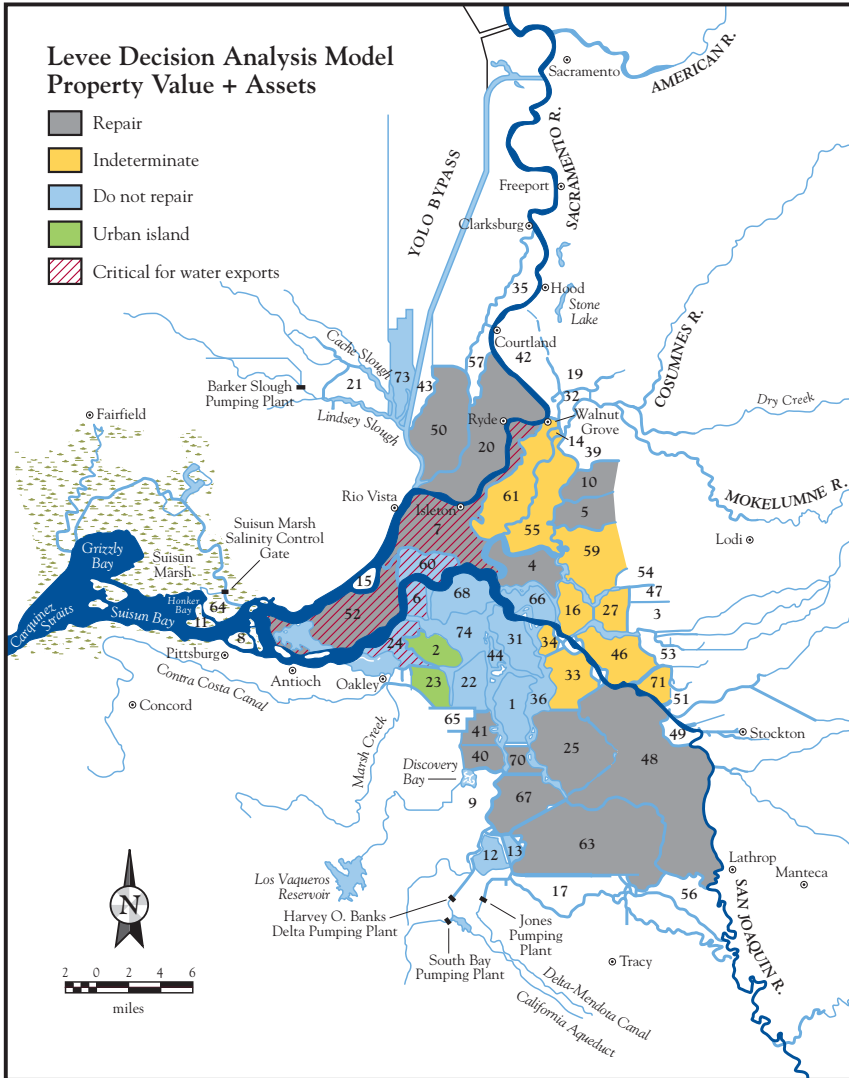 Levee Decision Analysis Model
Property Value + Assets
Repair
Indeterminate
Do not repair
Urban island
Critical for water exports
Sacramento
AMERICAN R.
SACRAMENTO R.
YOLO BYPASS
Freeport
Clarksburg
35
Hood
Stone
Lake
Courtland
42
57
COSUMNES R.
Cache Slough
73
43
21
19
32
Barker Slough
Pumping Plant
Lindsey Slough
Dry Creek
Fairfield
Ryde
Walnut
Grove
14
39
50
20
10
MOKELUMNE R.
Rio Vista
Isleton
61
5
7
55
Lodi
Suisun Marsh
Salinity Control
Gate
Grizzly
Bay
Suisun
Marsh
4
59
60
15
54
47
Honker
Bay
64
11
6
68
66
16
27
3
Carquinez
Straits
Suisun Bay
52
8
74
31
34
24
2
44
46
53
Pittsburg
Antioch
Oakley
23
22
33
71
Contra Costa Canal
Concord
1
36
51
65
41
49
Stockton
Marsh Creek
25
48
40
70
Discovery
Bay
9
67
63
12
13
Lathrop
Manteca
Los Vaqueros
Reservoir
17
56
N
Harvey O. Banks
Delta Pumping Plant
Jones
Pumping
Plant
SAN JOAQUIN R.
South Bay
Pumping Plant
Tracy
Delta-Mendota Canal
California Aqueduct
2 0 2 4 6
miles